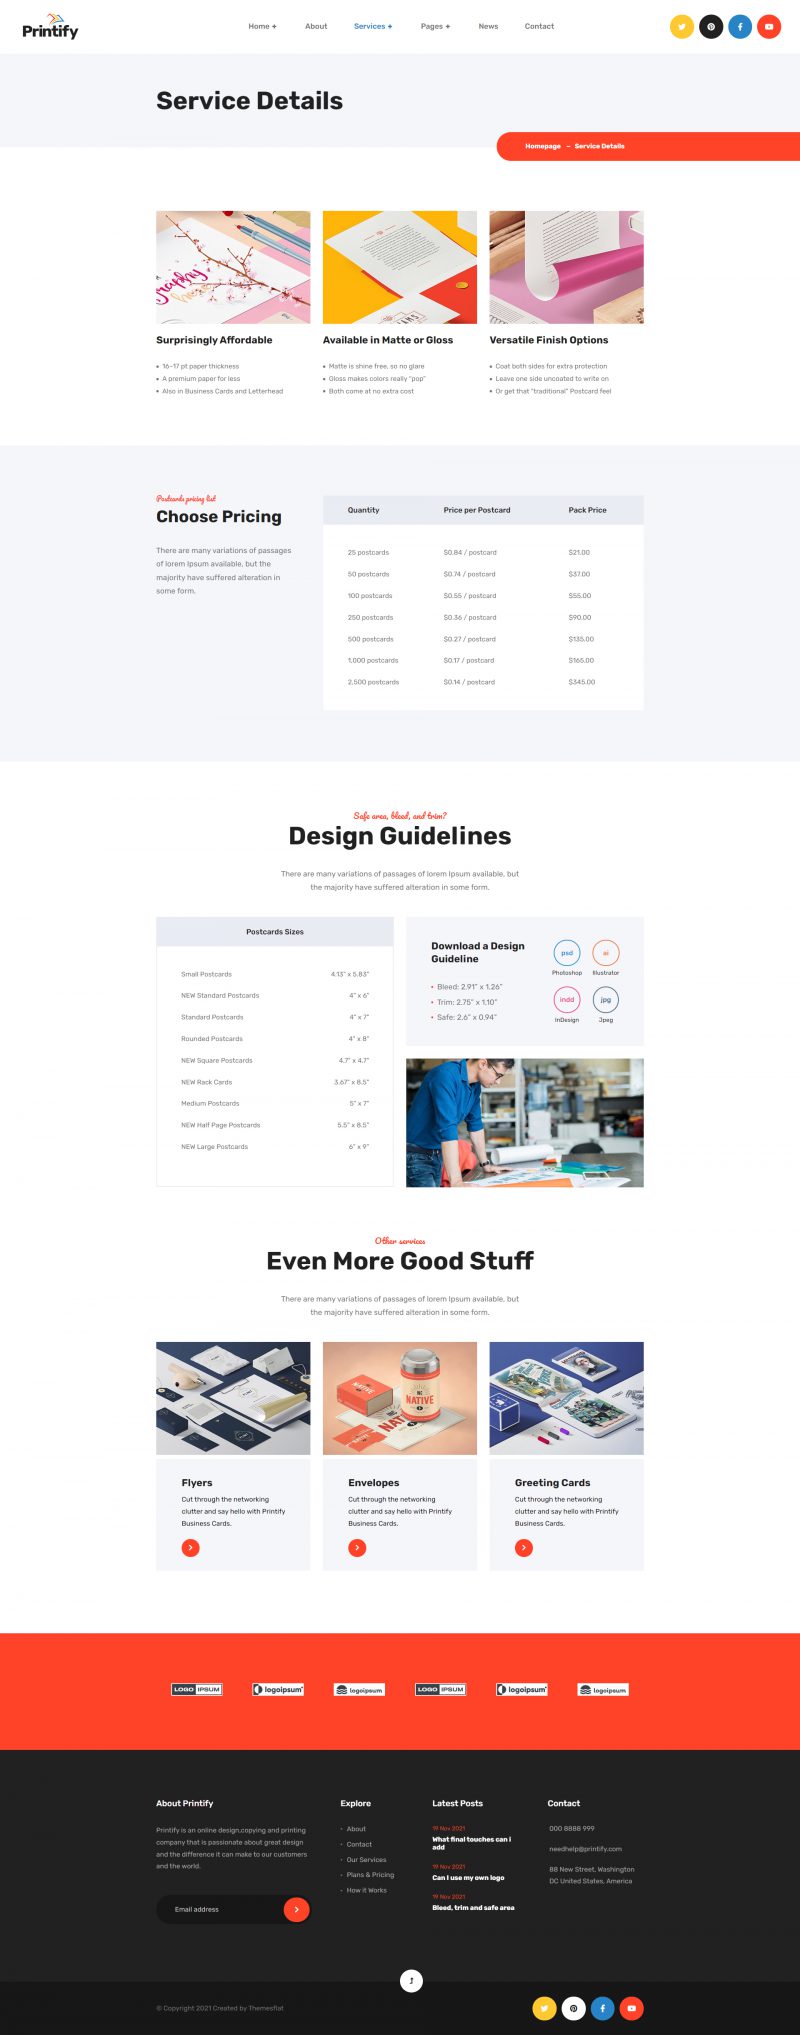 Printify
Home +
About
Services +
Pages +
News
Contact
Service Details
Homepage – Service Details
Surprisingly Affordable
16-17 pt paper thickness
A premium paper for less
Also in Business Cards and Letterhead
Available in Matte or Gloss
Matte is shine free, so no glare
Gloss makes colors really "pop"
Both come at no extra cost
Versatile Finish Options
Coat both sides for extra protection
Leave one side uncoated to write on
Or get that "traditional" Postcard feel
Postcards pricing list
Choose Pricing
There are many variations of passages
of lorem Ipsum available, but the
majority have suffered alteration in
some form.
Quantity Price per Postcard Pack Price
25 postcards $0.84 / postcard $21.00
50 postcards $0.74 / postcard $37.00
100 postcards $0.55 / postcard $55.00
250 postcards $0.36 / postcard $90.00
500 postcards $0.27 / postcard $135.00
1,000 postcards $0.17 / postcard $165.00
2,500 postcards $0.14 / postcard $345.00
Safe area, bleed, and trim?
Design Guidelines
There are many variations of passages of lorem Ipsum available, but
the majority have suffered alteration in some form.
Postcards Sizes
Small Postcards 4.13" x 5.83"
NEW Standard Postcards 4" x 6"
Standard Postcards 4" x 7"
Rounded Postcards 4" x 8"
NEW Square Postcards 4.7" x 4.7"
NEW Rack Cards 3.67" x 8.5"
Medium Postcards 5" x 7"
NEW Half Page Postcards 5.5" x 8.5"
NEW Large Postcards 6" x 9"
Download a Design
Guideline
Bleed: 2.91" x 1.26"
Trim: 2.75" x 1.10"
Safe: 2.6" x 0.94"
psd
Photoshop
ai
Illustrator
indd
InDesign
jpg
Jpeg
Other services
Even More Good Stuff
There are many variations of passages of lorem Ipsum available, but
the majority have suffered alteration in some form.
NATIVE
NATIVE
Flyers
Cut through the networking
clutter and say hello with Printify
Business Cards.
Envelopes
Cut through the networking
clutter and say hello with Printify
Business Cards.
Greeting Cards
Cut through the networking
clutter and say hello with Printify
Business Cards.
LOGO IPSUM
logoipsum
logoipsum
LOGO IPSUM
logoipsum
logoipsum
About Printify
Printify is an online design,copying and printing
company that is passionate about great design
and the difference it can make to our customers
and the world.
Email address
Explore
About
Contact
Our Services
Plans & Pricing
How it Works
Latest Posts
19 Nov 2021
What final touches can i
add
19 Nov 2021
Can I use my own logo
19 Nov 2021
Bleed, trim and safe area
Contact
000 8888 999
needhelp@printify.com
88 New Street, Washington
DC United States, America
© Copyright 2021 Created by Themesflat